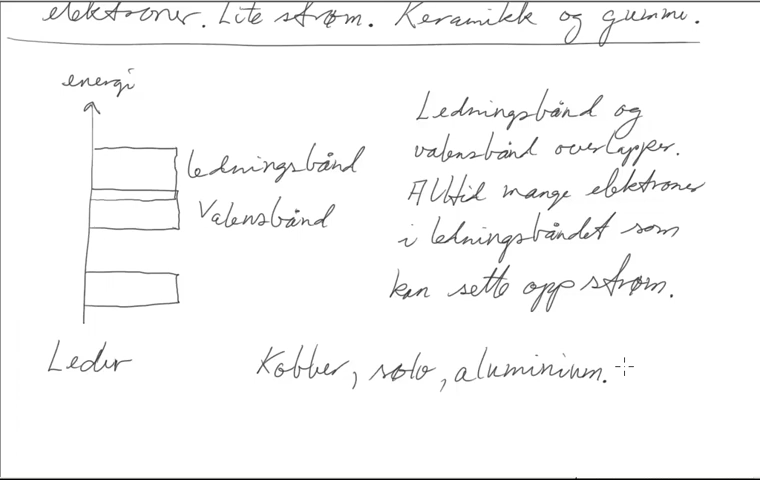 elektroner. Lite strøm. Keramikk og gummi.
energi
Ledningsbånd og
valensbånd overlapper.
Alltid mange elektroner
i ledningsbåndet som
kan sette opp strøm.
ledningsbånd
Valensbånd
Leder
Kobber, sølv, aluminium.